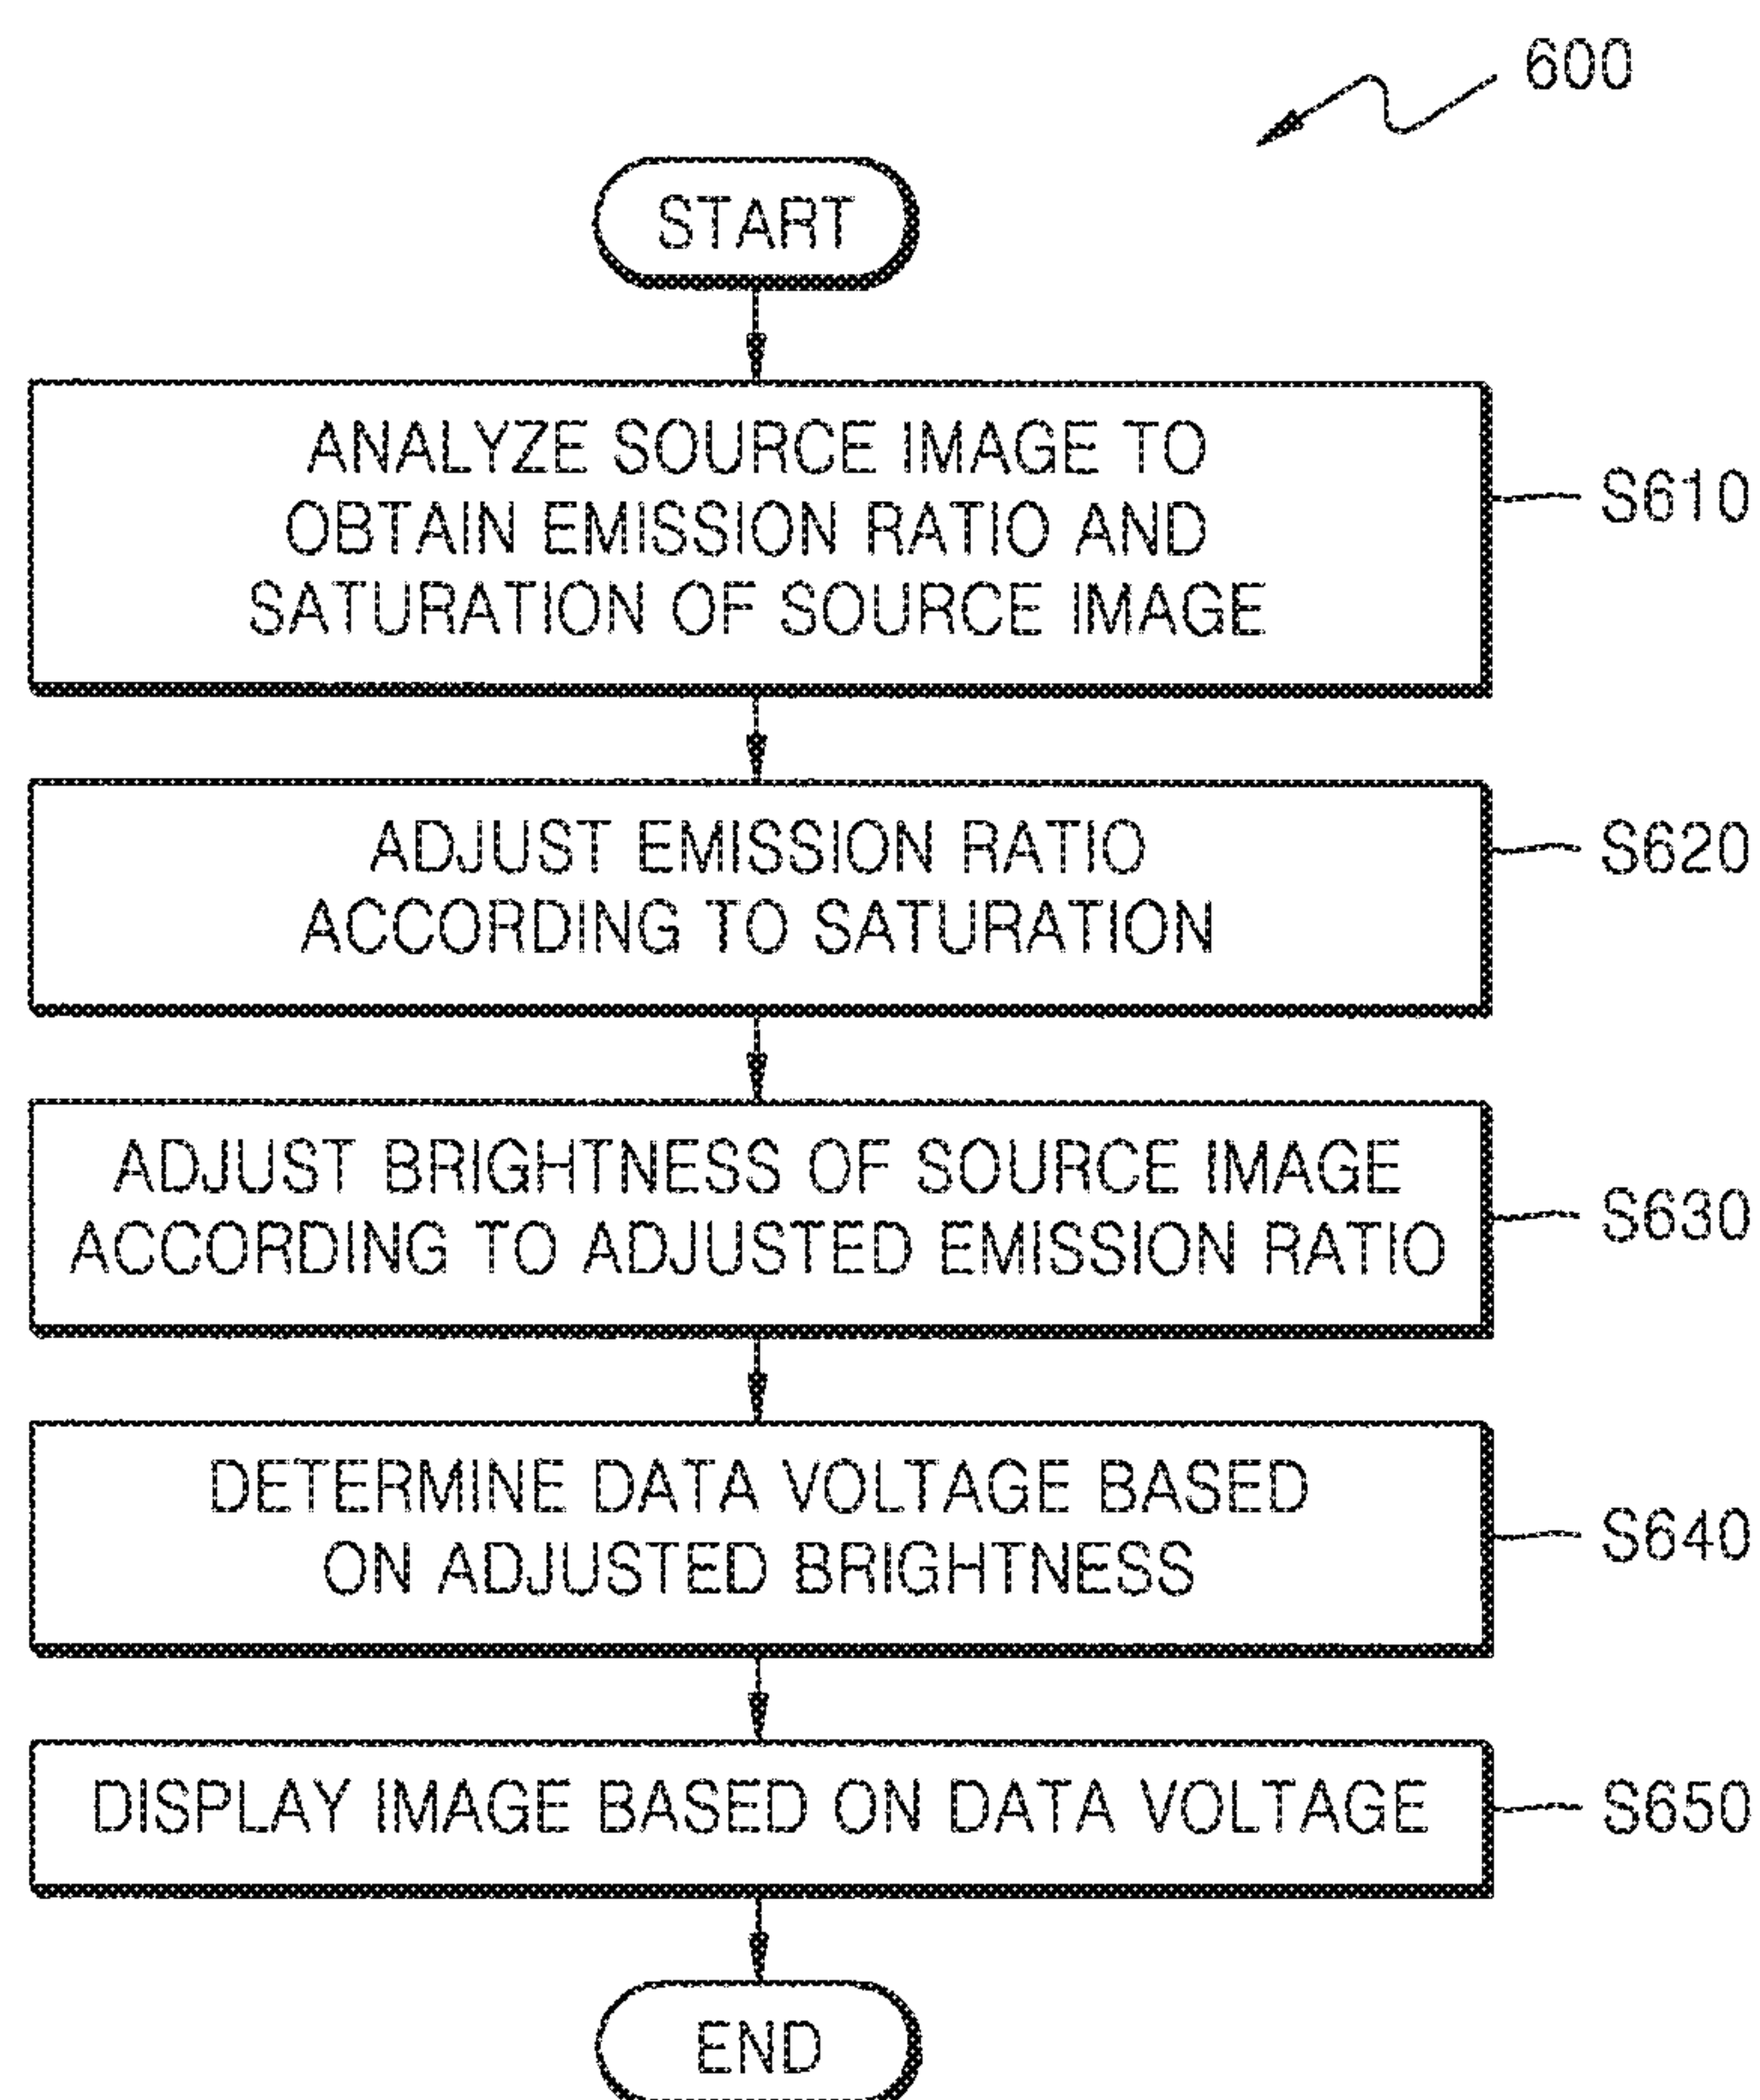 600
START
ANALYZE SOURCE IMAGE TO
OBTAIN EMISSION RATIO AND
SATURATION OF SOURCE IMAGE
S610
ADJUST EMISSION RATIO
ACCORDING TO SATURATION
S620
ADJUST BRIGHTNESS OF SOURCE IMAGE
ACCORDING TO ADJUSTED EMISSION RATIO
S630
DETERMINE DATA VOLTAGE BASED
ON ADJUSTED BRIGHTNESS
S640
DISPLAY IMAGE BASED ON DATA VOLTAGE
S650
END